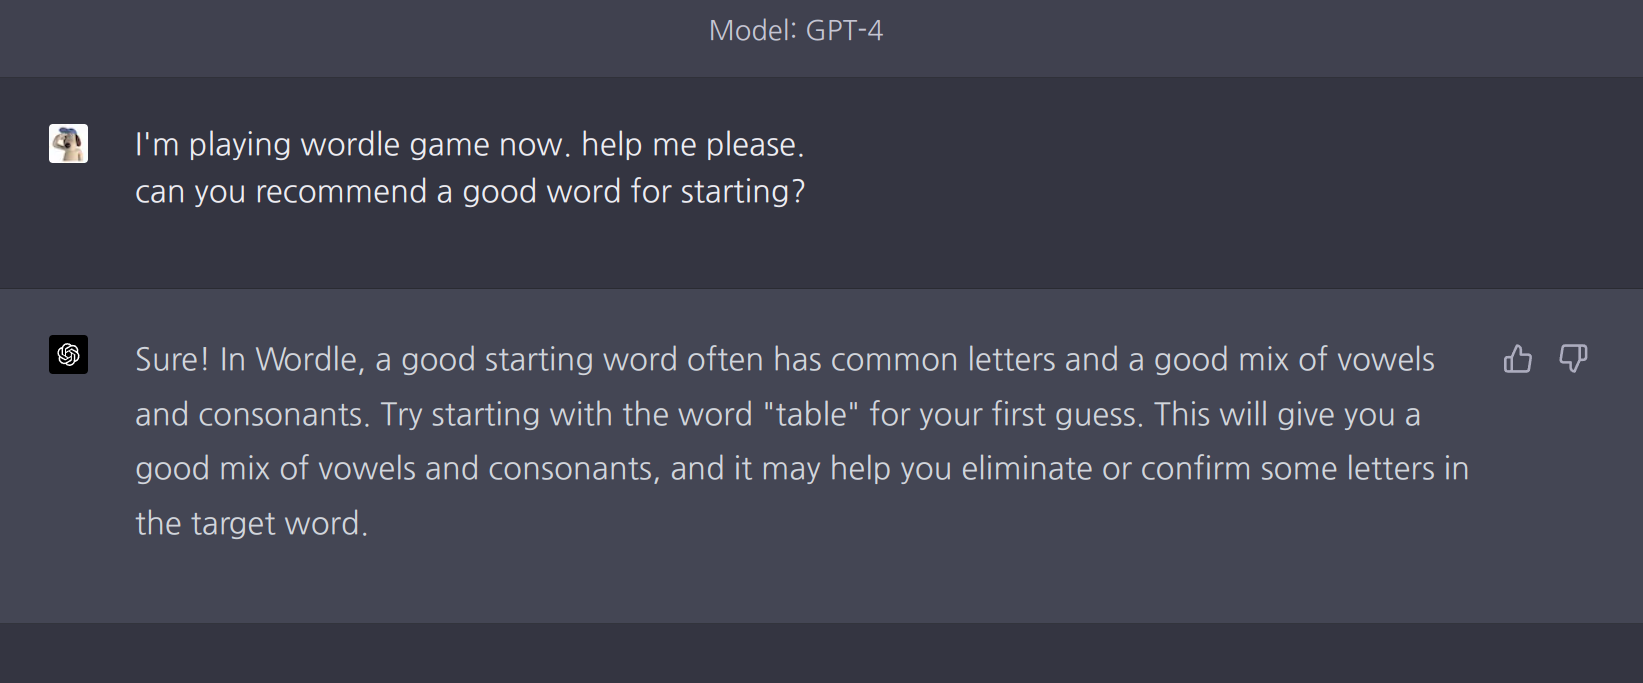 Model: GPT-4
I'm playing wordle game now. help me please.
can you recommend a good word for starting?
Sure! In Wordle, a good starting word often has common letters and a good mix of vowels
and consonants. Try starting with the word "table" for your first guess. This will give you a
good mix of vowels and consonants, and it may help you eliminate or confirm some letters in
the target word.